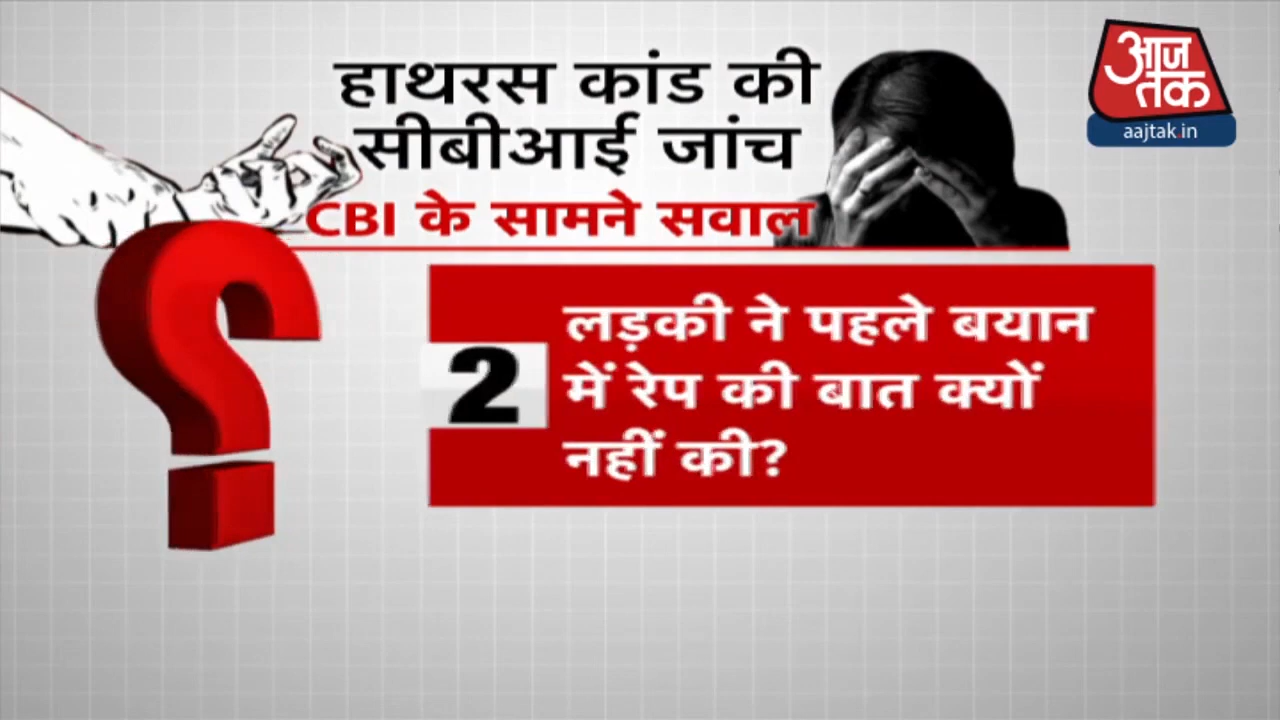 हाथरस कांड की
सीबीआई जांच
CBI के सामने सवाल
आज
तक
aajtak.in
2
लड़की ने पहले बयान
में रेप की बात क्यों
नहीं की?